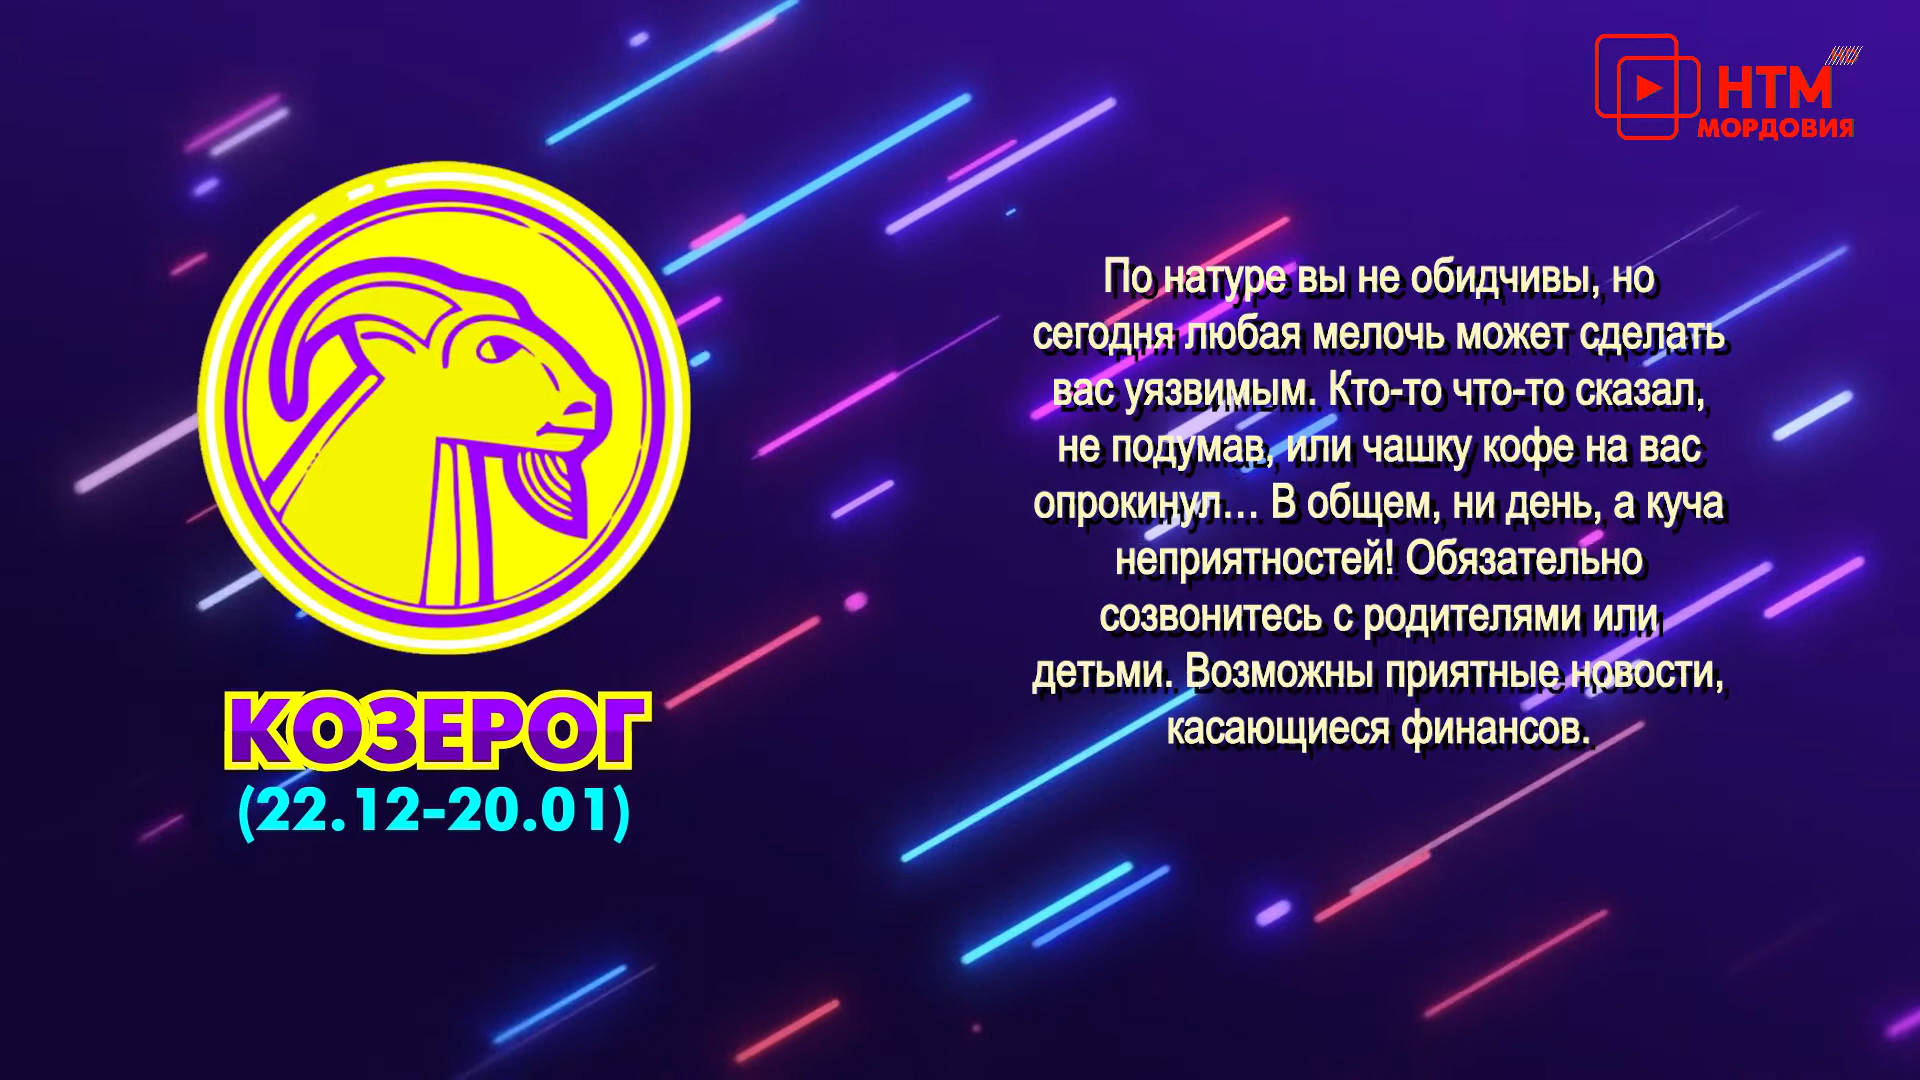 НТМ
МОРДОВИЯ
По натуре вы не обидчивы, но
сегодня любая мелочь может сделать
вас уязвимым. Кто-то что-то сказал,
не подумав, или чашку кофе на вас
опрокинул... В общем, ни день, а куча
неприятностей! Обязательно
созвонитесь с родителями или
детьми. Возможны приятные новости,
касающиеся финансов.
КОЗЕРОГ
(22.12-20.01)